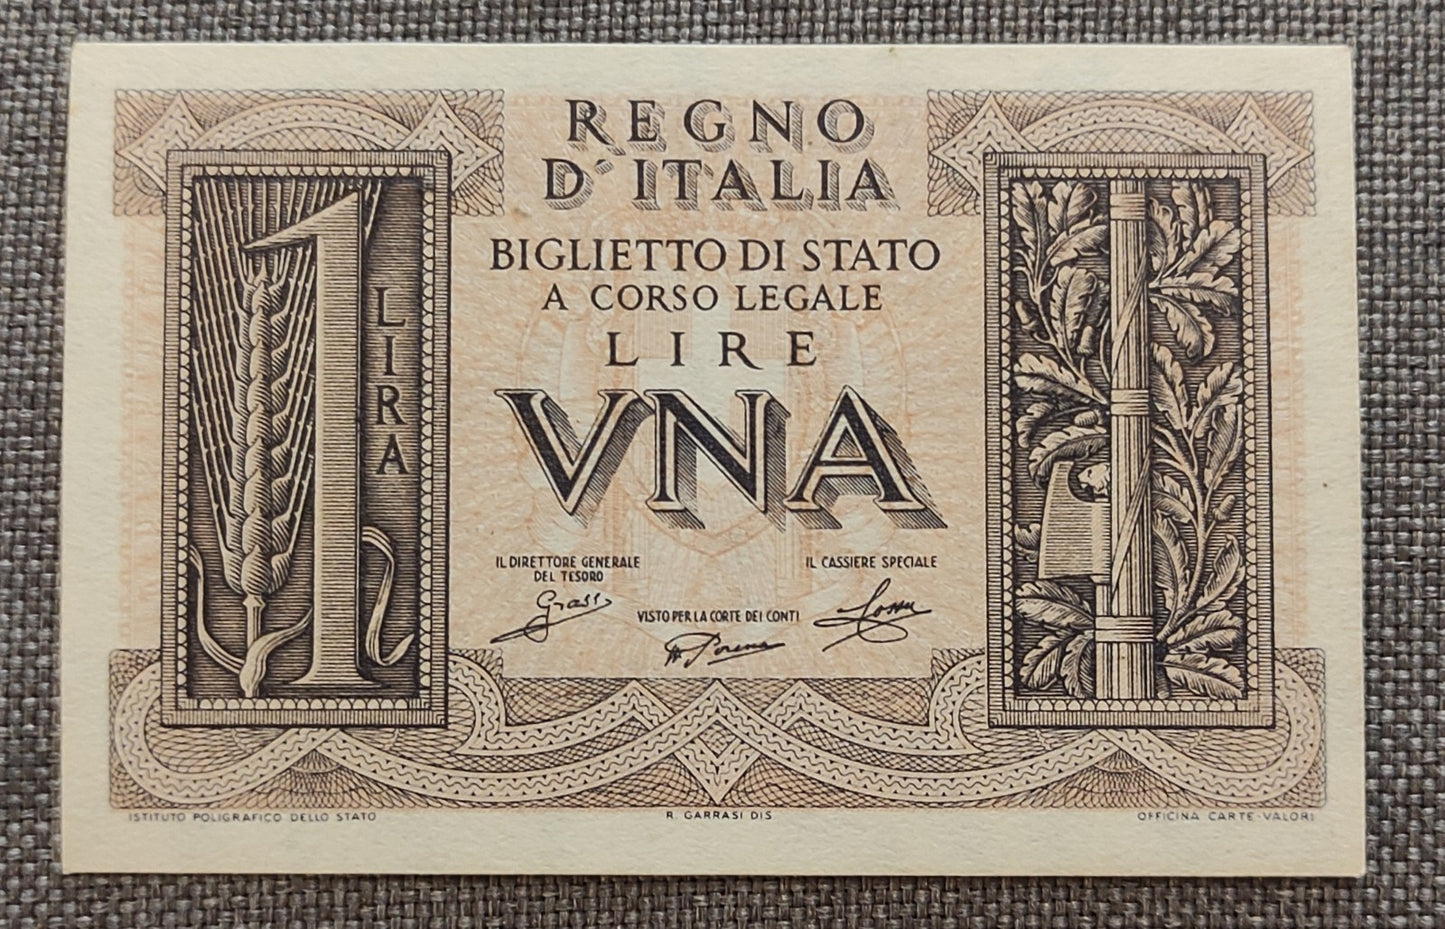 REGNO
D'ITALIA
BIGLIETTO DI STATO
A CORSO LEGALE
LIRE
VNA
1
LIRA
IL DIRETTORE GENERALE
DEL TESORO
Grassi
VISTO PER LA CORTE DEI CONTI
IL CASSIERE SPECIALE
ISTITUTO POLIGRAFICO DELLO STATO
R. GARRASI DIS
OFFICINA CARTE-VALORI